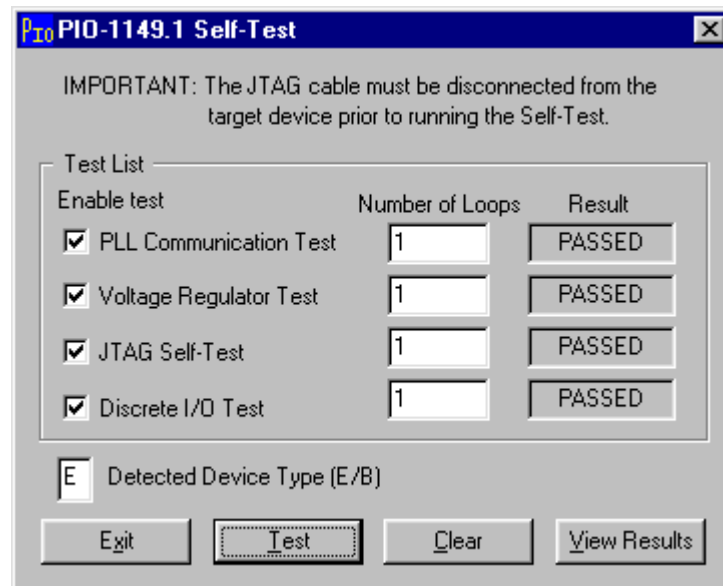 PIO PIO-1149.1 Self-Test
IMPORTANT: The JTAG cable must be disconnected from the
target device prior to running the Self-Test.
Test List
Enable test Number of Loops Result
PLL Communication Test 1 PASSED
Voltage Regulator Test 1 PASSED
JTAG Self-Test 1 PASSED
Discrete I/O Test 1 PASSED
E Detected Device Type (E/B)
Exit Test Clear View Results